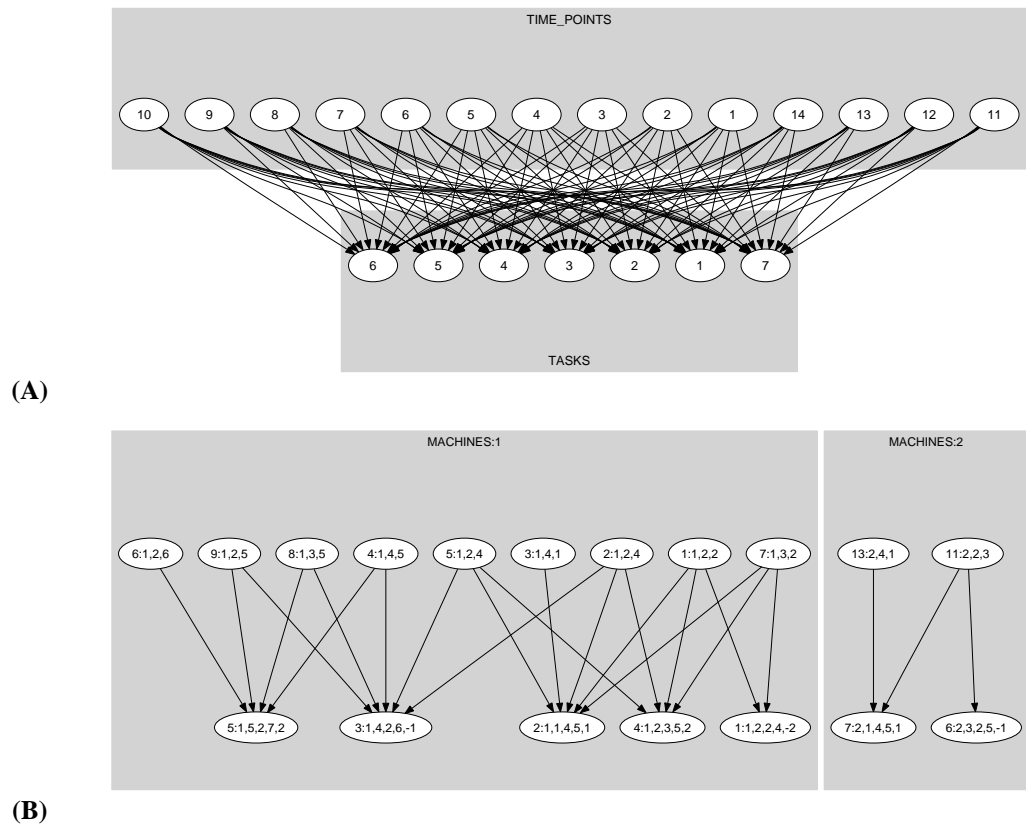 TIME_POINTS
10 9 8 7 6 5 4 3 2 1 14 13 12 11
6 5 4 3 2 1 7
TASKS
(A)
MACHINES:1 MACHINES:2
6:1,2,6 9:1,2,5 8:1,3,5 4:1,4,5 5:1,2,4 3:1,4,1 2:1,2,4 1:1,2,2 7:1,3,2 13:2,4,1 11:2,2,3
5:1,5,2,7,2 3:1,4,2,6,-1 2:1,1,4,5,1 4:1,2,3,5,2 1:1,2,2,4,-2 7:2,1,4,5,1 6:2,3,2,5,-1
(B)